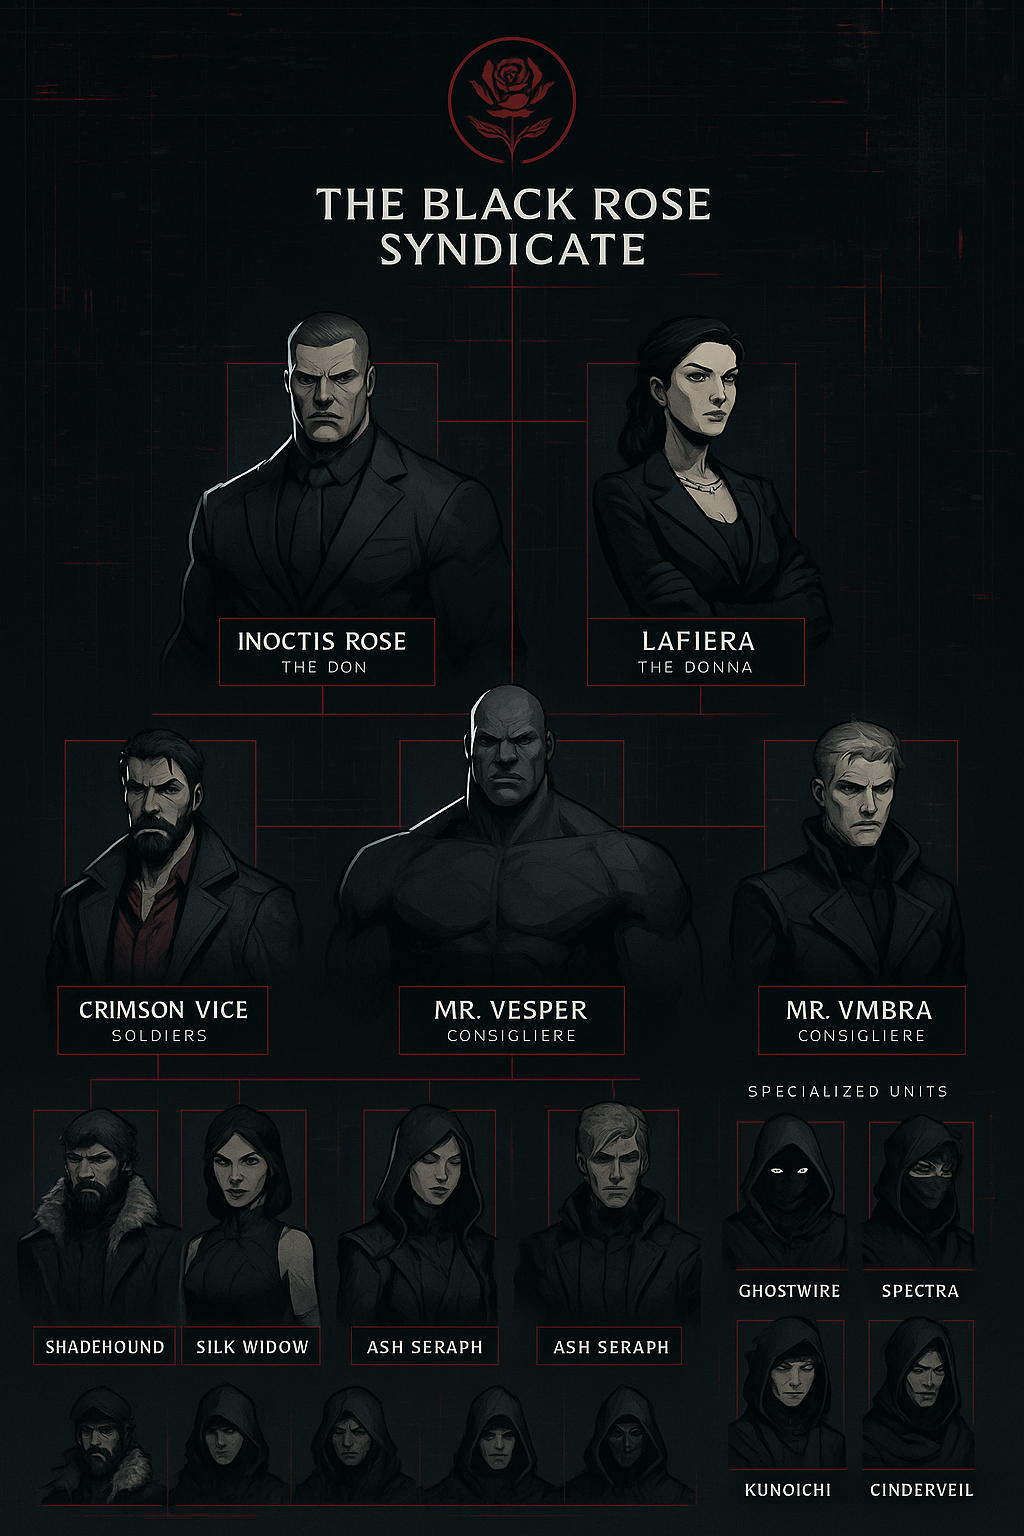 THE BLACK ROSE
SYNDICATE
INOCTIS ROSE
THE DON
LAFIERA
THE DONNA
CRIMSON VICE
SOLDIERS
MR. VESPER
CONSIGLIERE
MR. VMBRA
CONSIGLIERE
SPECIALIZED UNITS
SHADEHOUND
SILK WIDOW
ASH SERAPH
ASH SERAPH
GHOSTWIRE
SPECTRA
KUNOICHI
CINDERVEIL